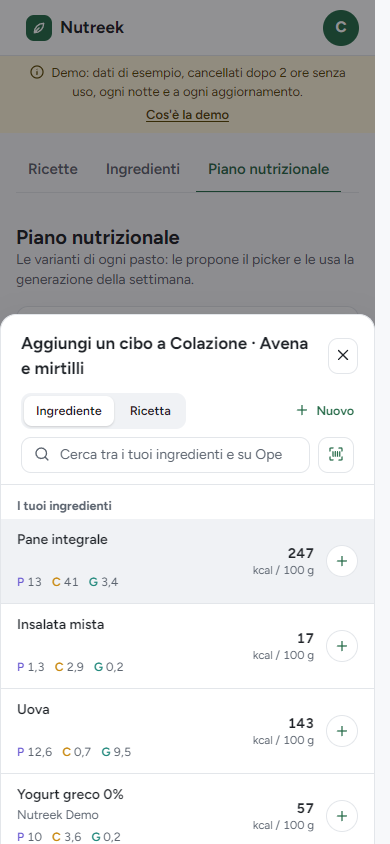 Nutreek
C
Demo: dati di esempio, cancellati dopo 2 ore senza
uso, ogni notte e a ogni aggiornamento.
Cos'è la demo
Ricette Ingredienti Piano nutrizionale
Piano nutrizionale
Le varianti di ogni pasto: le propone il picker e le usa la
generazione della settimana.
Aggiungi un cibo a Colazione · Avena
e mirtilli
Ingrediente Ricetta + Nuovo
Cerca tra i tuoi ingredienti e su Ope
I tuoi ingredienti
Pane integrale
247
kcal / 100 g
P 13 C 41 G 3,4
Insalata mista
17
kcal / 100 g
P 1,3 C 2,9 G 0,2
Uova
143
kcal / 100 g
P 12,6 C 0,7 G 9,5
Yogurt greco 0%
Nutreek Demo
57
kcal / 100 g
P 10 C 3,6 G 0,2